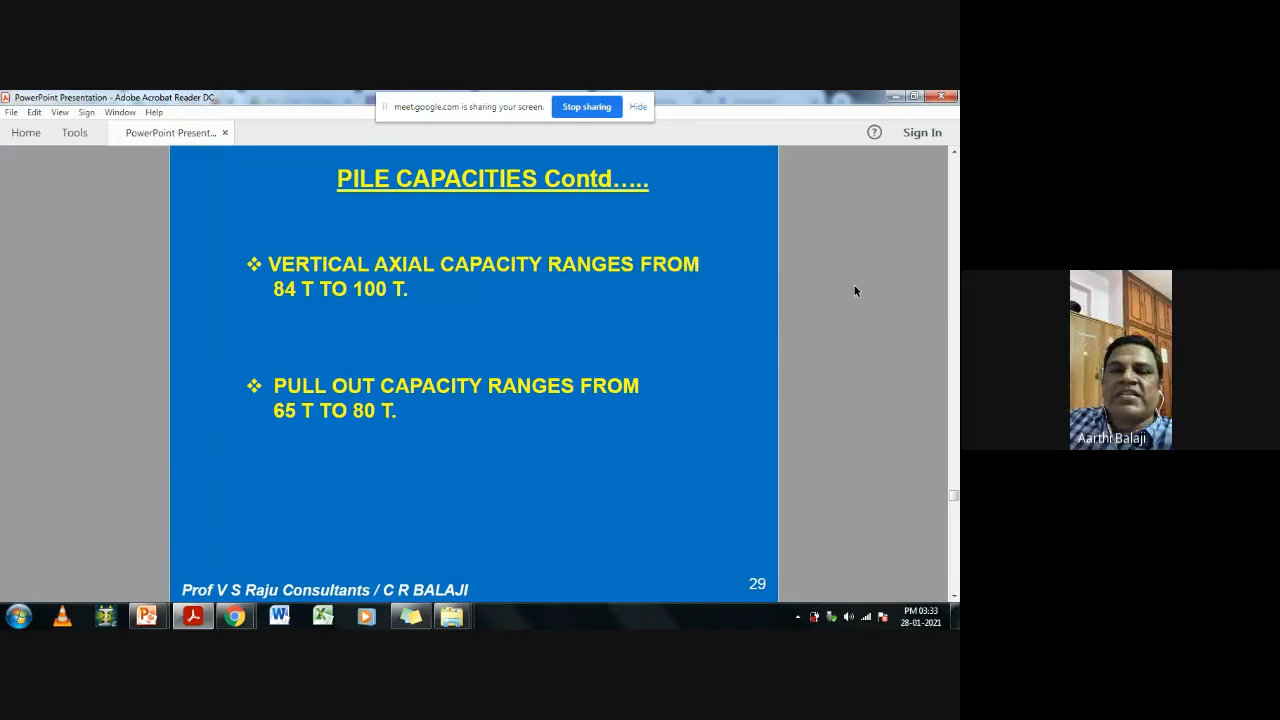 PowerPoint Presentation - Adobe Acrobat Reader DC
File Edit View Sign Window Help
meet.google.com is sharing your screen. Stop sharing Hide
Home Tools PowerPoint Present... × Sign In
PILE CAPACITIES Contd…..
❖ VERTICAL AXIAL CAPACITY RANGES FROM
84 T TO 100 T.
❖ PULL OUT CAPACITY RANGES FROM
65 T TO 80 T.
Aarthi Balaji
Prof V S Raju Consultants / C R BALAJI
29
PM 03:33
28-01-2021